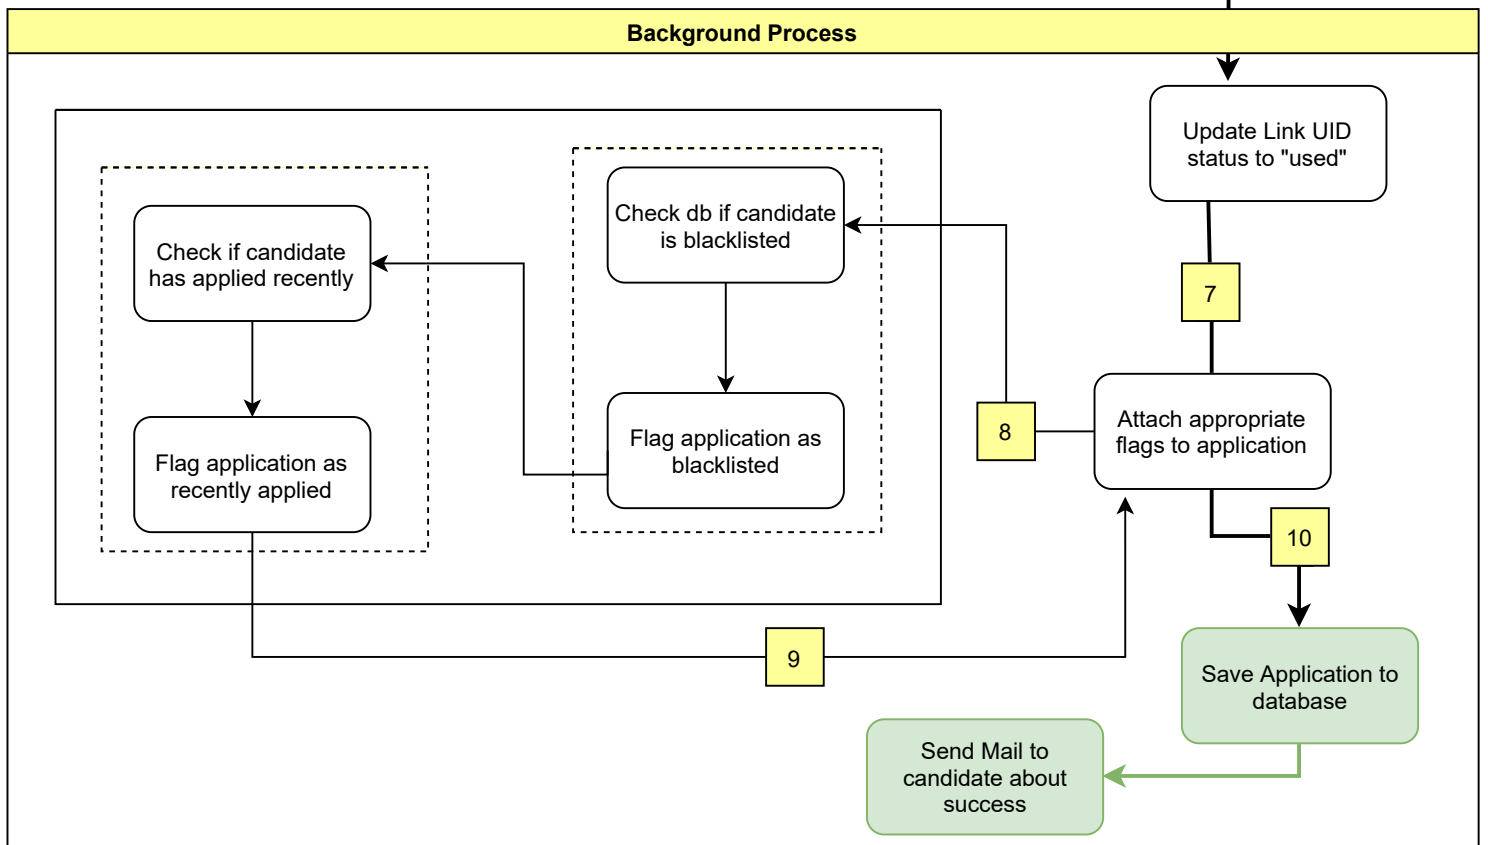 Background Process
Update Link UID
status to "used"
7
Check db if candidate
is blacklisted
Check if candidate
has applied recently
Attach appropriate
flags to application
8
Flag application as
blacklisted
Flag application as
recently applied
10
9
Save Application to
database
Send Mail to
candidate about
success